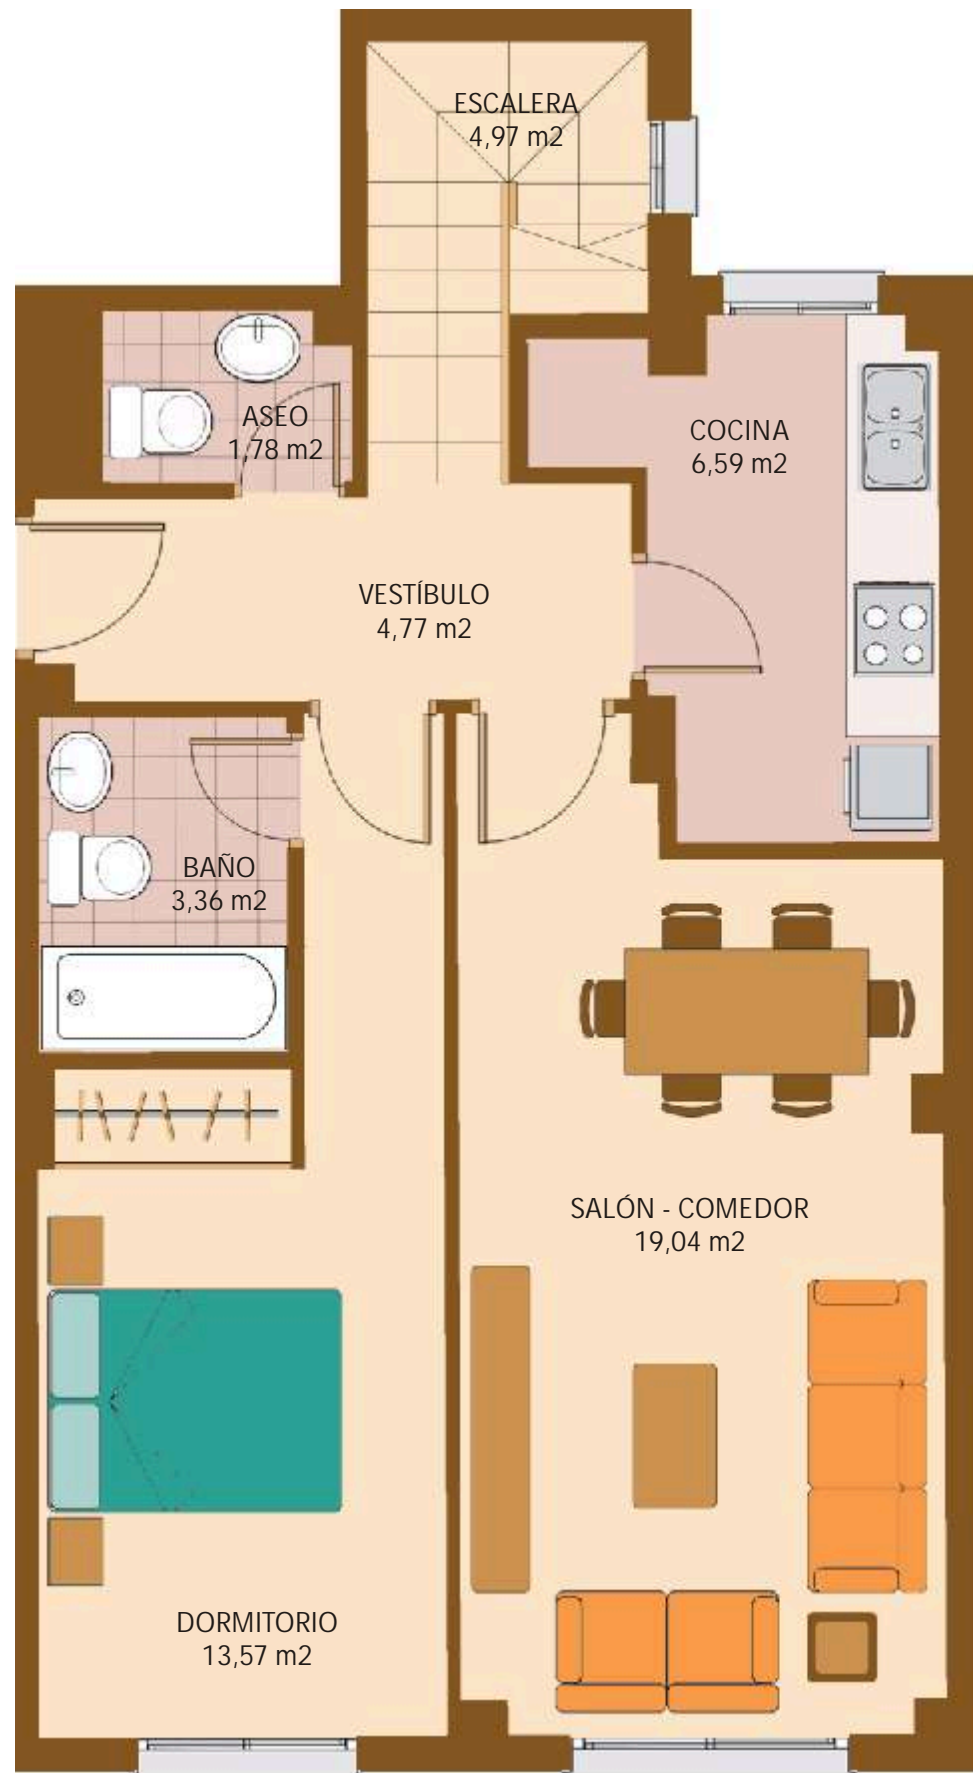 ESCALERA
4,97 m2
ASEO
1,78 m2
COCINA
6,59 m2
VESTÍBULO
4,77 m2
BAÑO
3,36 m2
SALÓN - COMEDOR
19,04 m2
DORMITORIO
13,57 m2